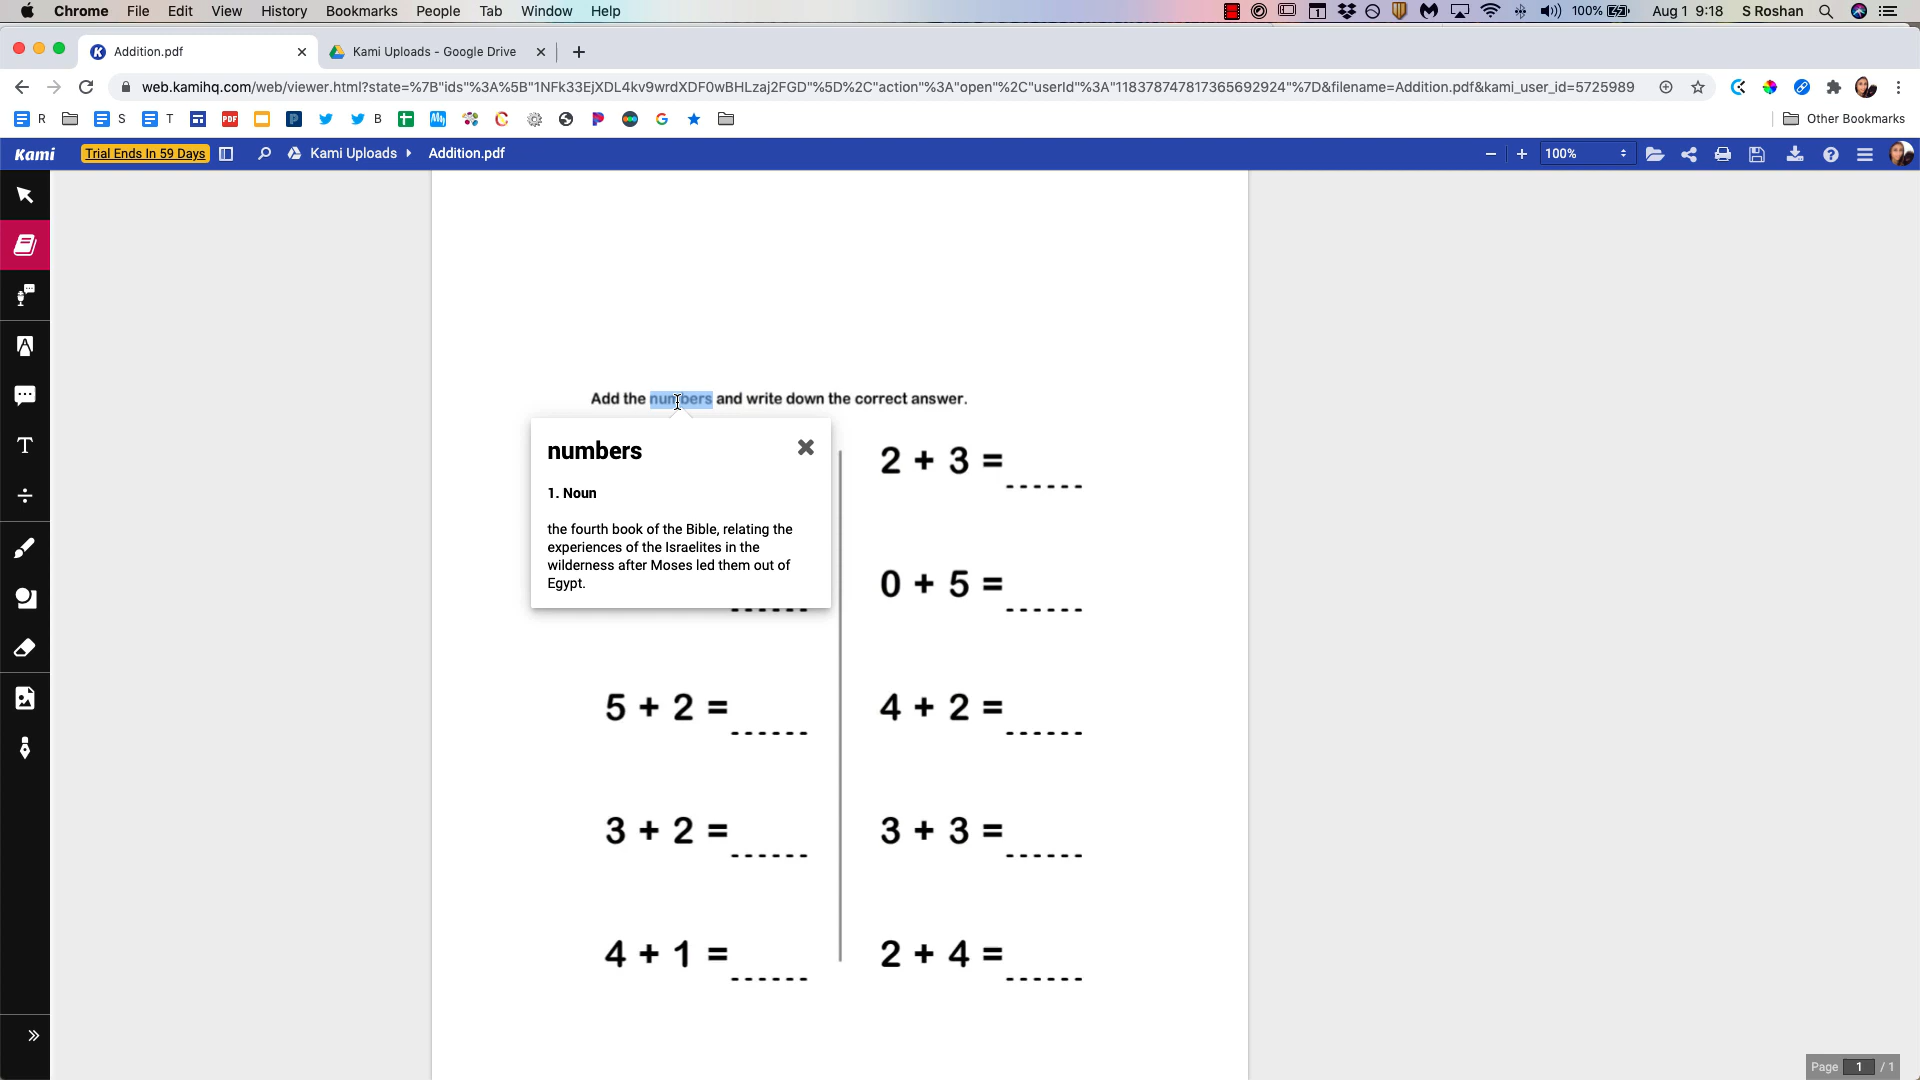 Chrome File Edit View History Bookmarks People Tab Window Help 1 100% Aug 1 9:18 S Roshan
Addition.pdf Kami Uploads - Google Drive
web.kamihq.com/web/viewer.html?state=%7B"ids"%3A%5B"1NFk33EjXDL4kv9wrdXDF0wBHLzaj2FGD"%5D%2C"action"%3A"open"%2C"userId"%3A"118378747817365692924"%7D&filename=Addition.pdf&kami_user_id=5725989
R S T PDF B My Other Bookmarks
Kami Trial Ends In 59 Days Kami Uploads Addition.pdf 100%
Add the numbers and write down the correct answer.
numbers
1. Noun
the fourth book of the Bible, relating the
experiences of the Israelites in the
wilderness after Moses led them out of
Egypt.
2 + 3 = ------
0 + 5 = ------
5 + 2 = ------ 4 + 2 = ------
3 + 2 = ------ 3 + 3 = ------
4 + 1 = ------ 2 + 4 = ------
Page 1 / 1